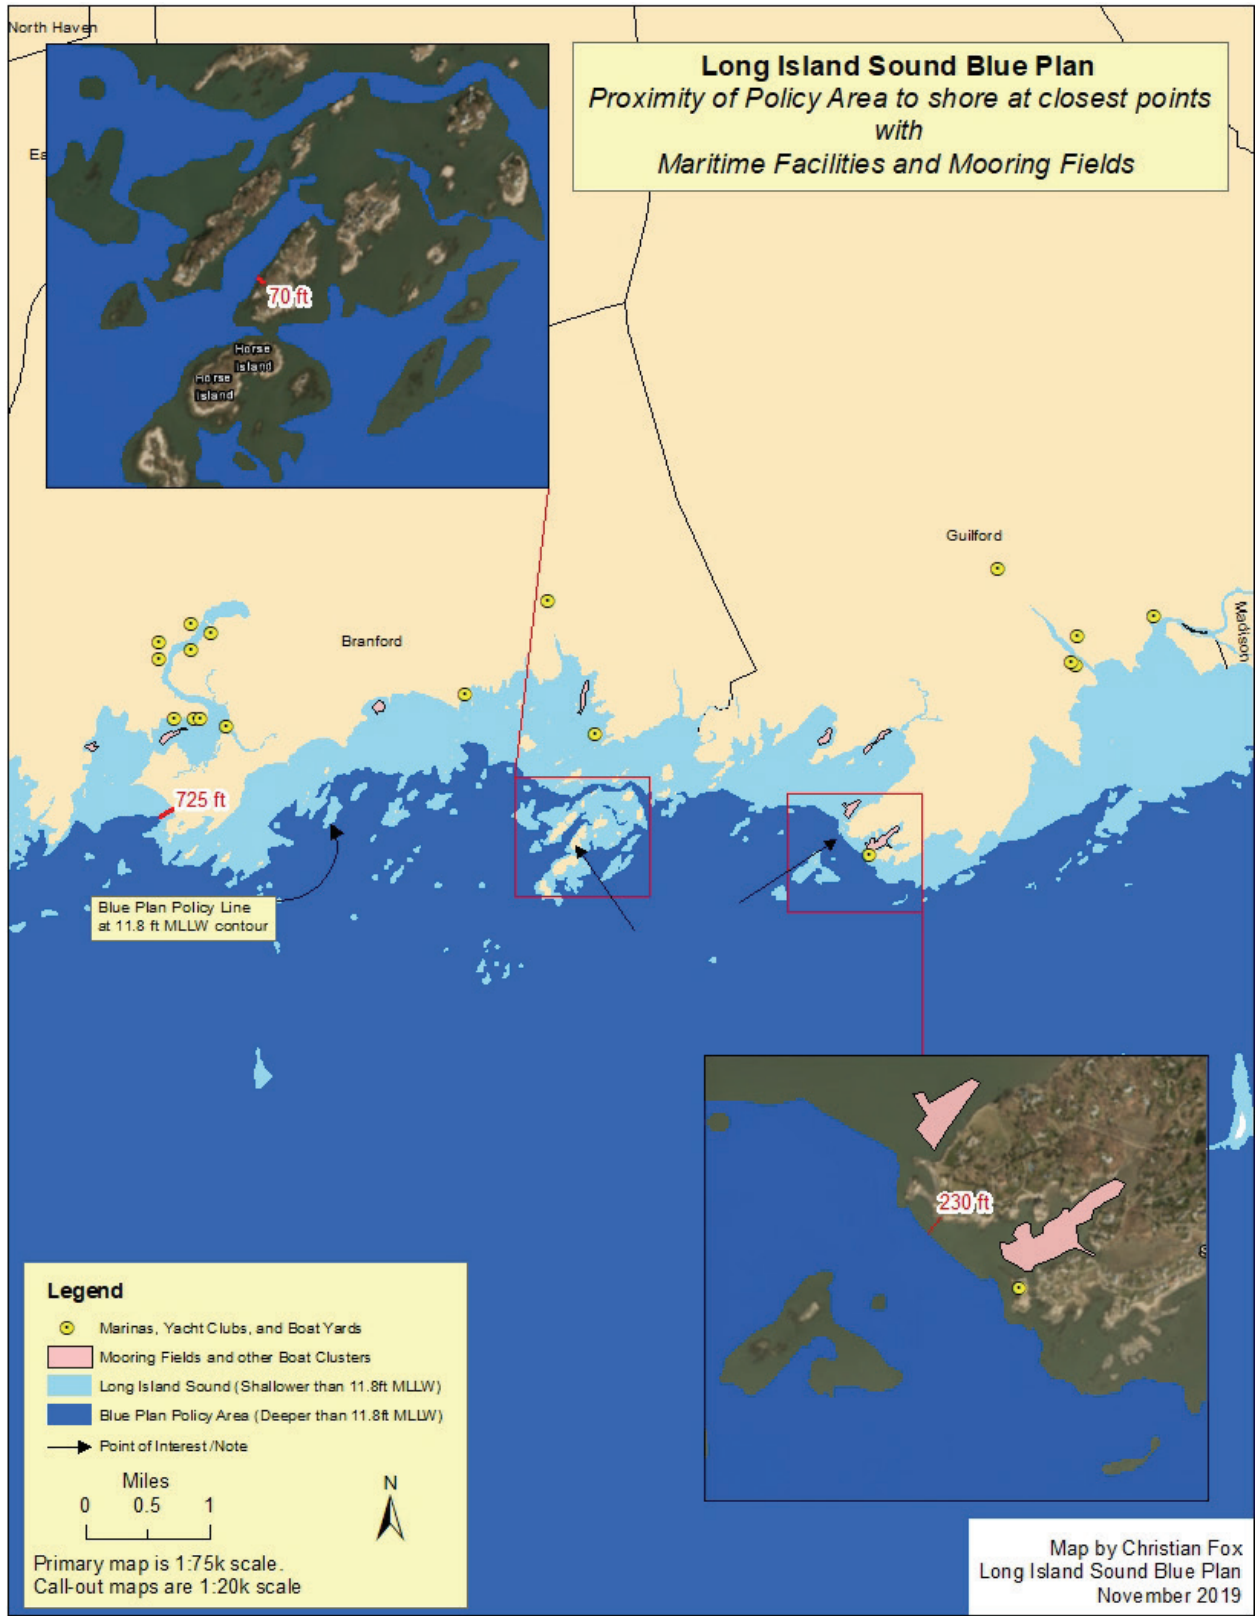 North Haven
Long Island Sound Blue Plan
Proximity of Policy Area to shore at closest points
with
Maritime Facilities and Mooring Fields
Ea
70 ft
Horse
Island
Horse
Island
Guilford
Branford
Madison
725 ft
Blue Plan Policy Line
at 11.8 ft MLLW contour
230 ft
S
Legend
Marinas, Yacht Clubs, and Boat Yards
Mooring Fields and other Boat Clusters
Long Island Sound (Shallower than 11.8ft MLLW)
Blue Plan Policy Area (Deeper than 11.8ft MLLW)
Point of Interest /Note
Miles
0 0.5 1
N
Primary map is 1:75k scale.
Call-out maps are 1:20k scale
Map by Christian Fox
Long Island Sound Blue Plan
November 2019